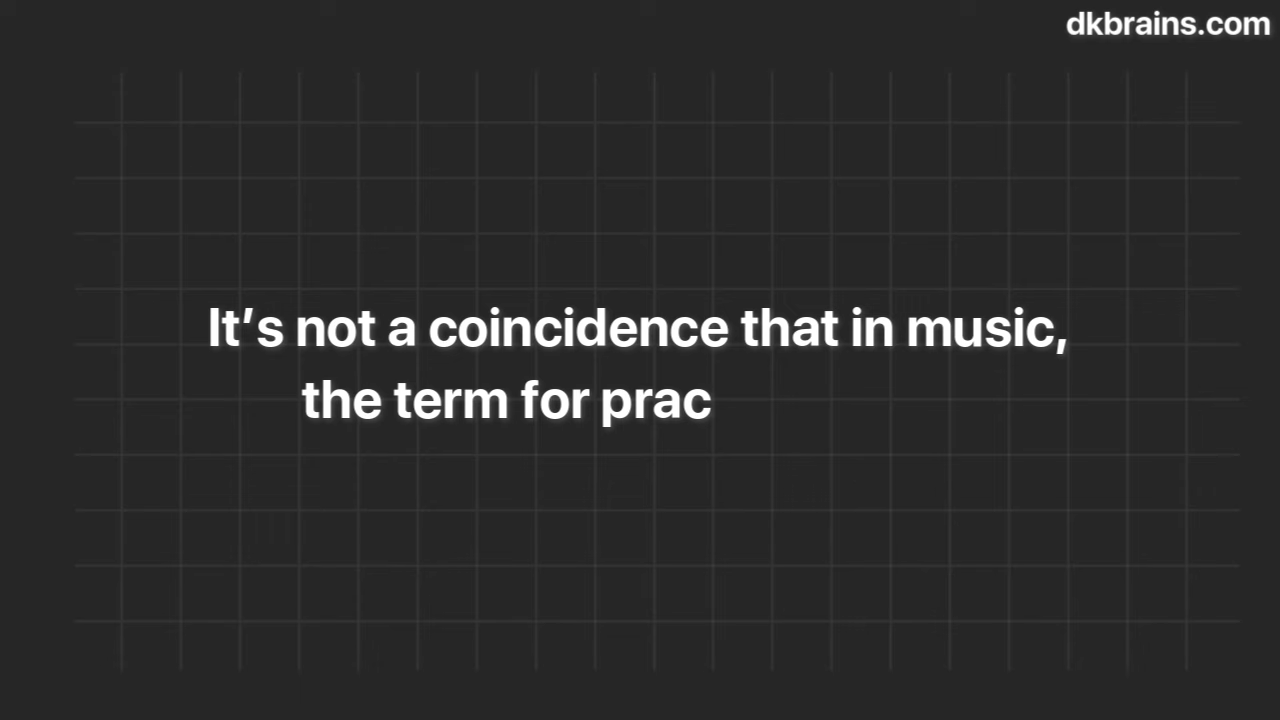 dkbrains.com
It’s not a coincidence that in music,
the term for prac